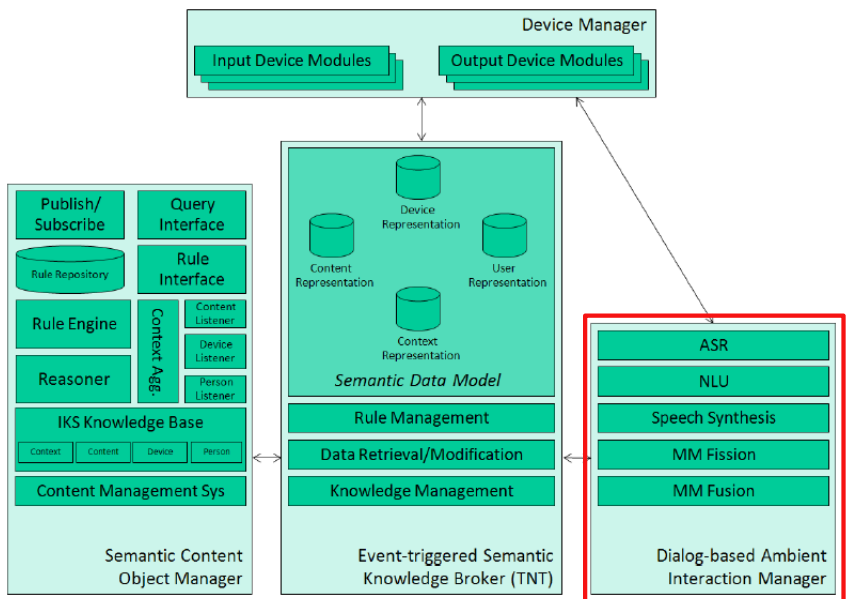 Device Manager
Input Device Modules
Output Device Modules
Publish/
Subscribe
Query
Interface
Rule Repository
Rule
Interface
Rule Engine
Context Agg.
Content
Listener
Device
Listener
Reasoner
Person
Listener
IKS Knowledge Base
Context
Content
Device
Person
Content Management Sys
Semantic Content
Object Manager
Device
Representation
Content
Representation
User
Representation
Context
Representation
Semantic Data Model
Rule Management
Data Retrieval/Modification
Knowledge Management
Event-triggered Semantic
Knowledge Broker (TNT)
ASR
NLU
Speech Synthesis
MM Fission
MM Fusion
Dialog-based Ambient
Interaction Manager